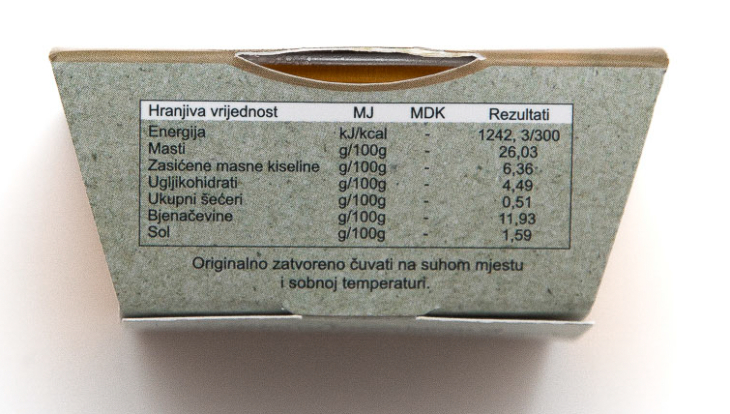 Hranjiva vrijednost MJ MDK Rezultati
Energija kJ/kcal - 1242, 3/300
Masti g/100g - 26,03
Zasićene masne kiseline g/100g - 6,36
Ugljikohidrati g/100g - 4,49
Ukupni šećeri g/100g - 0,51
Bjenačevine g/100g - 11,93
Sol g/100g - 1,59
Originalno zatvoreno čuvati na suhom mjestu
i sobnoj temperaturi.